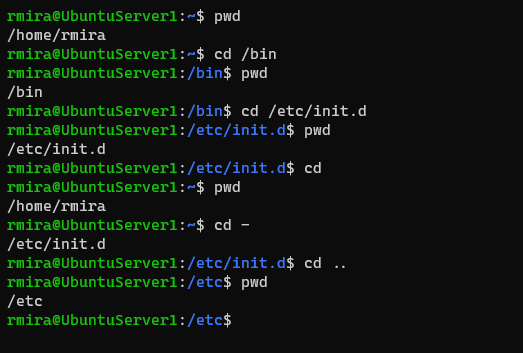 rmira@UbuntuServer1:~$ pwd
/home/rmira
rmira@UbuntuServer1:~$ cd /bin
rmira@UbuntuServer1:/bin$ pwd
/bin
rmira@UbuntuServer1:/bin$ cd /etc/init.d
rmira@UbuntuServer1:/etc/init.d$ pwd
/etc/init.d
rmira@UbuntuServer1:/etc/init.d$ cd
rmira@UbuntuServer1:~$ pwd
/home/rmira
rmira@UbuntuServer1:~$ cd -
/etc/init.d
rmira@UbuntuServer1:/etc/init.d$ cd ..
rmira@UbuntuServer1:/etc$ pwd
/etc
rmira@UbuntuServer1:/etc$